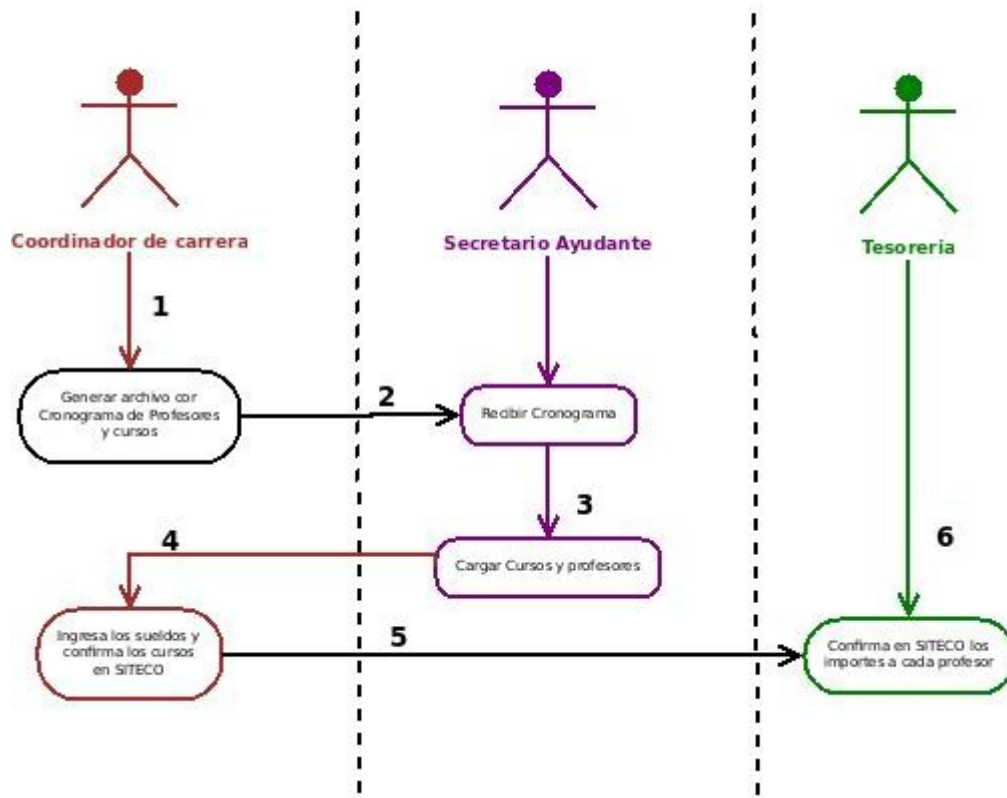 Coordinador de carrera
Secretario Ayudante
Tesoreria
1
Generar archivo cor
Cronograma de Profesores
y cursos
2
Recibir Cronograma
3
Cargar Cursos y profesores
4
Ingresa los sueldos y
confirma los cursos
en SITECO
5
6
Confirma en SITECO los
importes a cada profesor